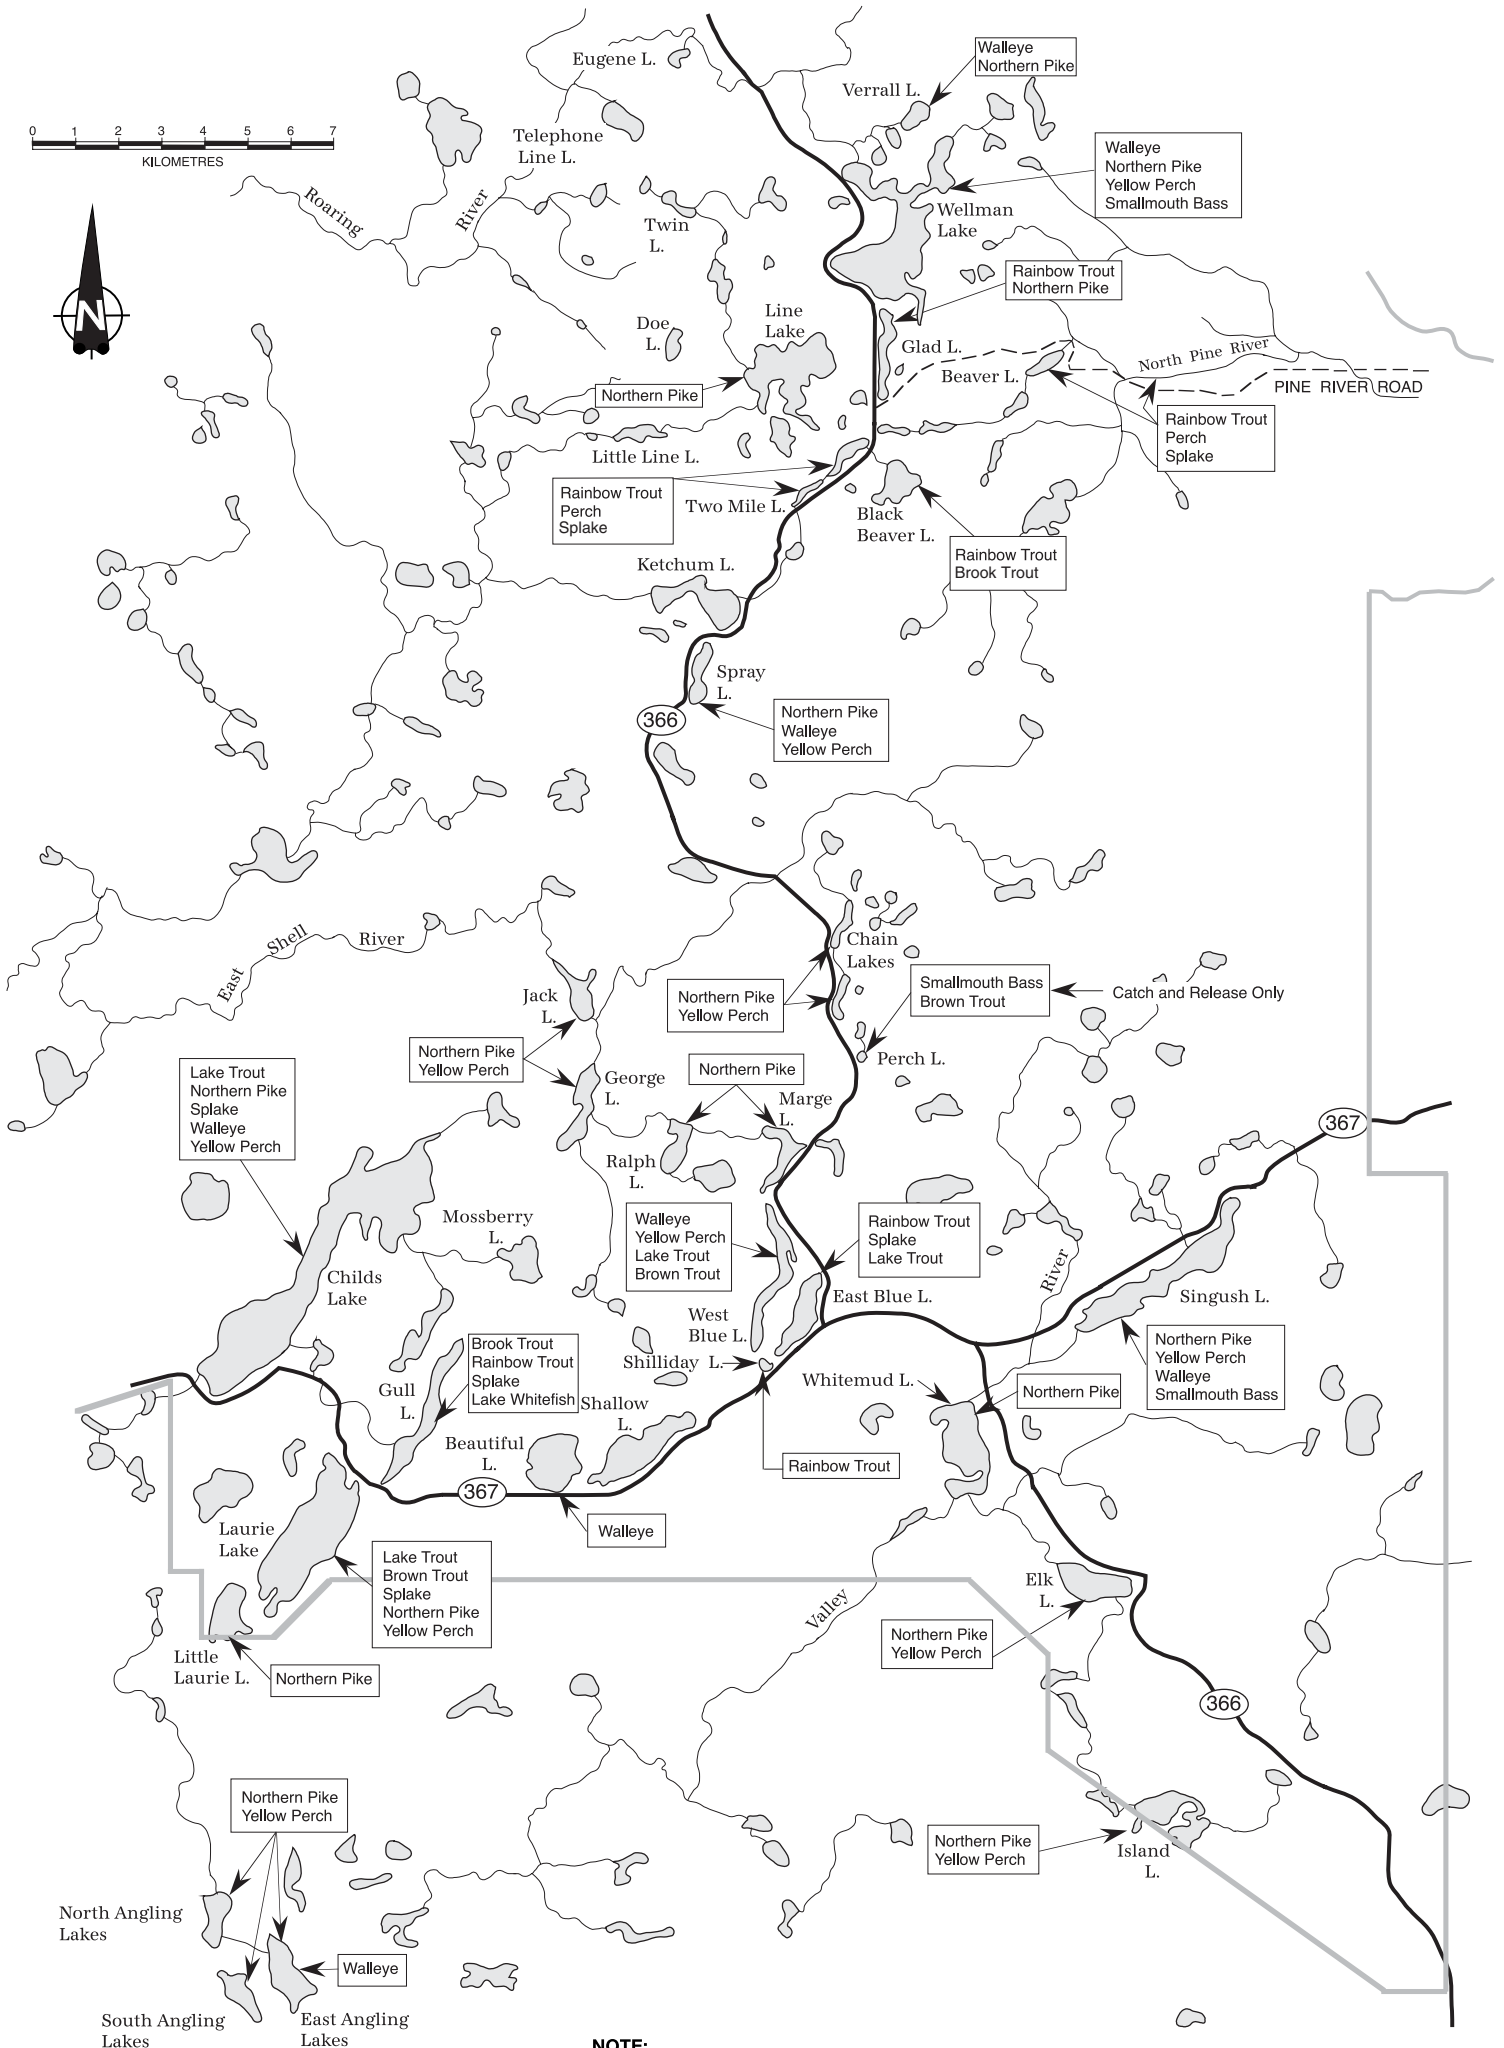 Eugene L.
Walleye
Northern Pike
Verrall L.
0 1 2 3 4 5 6 7
KILOMETRES
Telephone
Line L.
Walleye
Northern Pike
Yellow Perch
Smallmouth Bass
Roaring
River
Twin
L.
Wellman
Lake
Rainbow Trout
Northern Pike
N
Line
Lake
Doe
L.
Glad L.
North Pine River
Beaver L.
PINE RIVER ROAD
Northern Pike
Rainbow Trout
Perch
Splake
Little Line L.
Rainbow Trout
Perch
Splake
Two Mile L.
Black
Beaver L.
Rainbow Trout
Brook Trout
Ketchum L.
Spray
L.
366
Northern Pike
Walleye
Yellow Perch
East Shell River
Chain
Lakes
Jack
L.
Northern Pike
Yellow Perch
Smallmouth Bass
Brown Trout
Catch and Release Only
Northern Pike
Yellow Perch
Perch L.
George
L.
Northern Pike
Marge
L.
Lake Trout
Northern Pike
Splake
Walleye
Yellow Perch
367
Ralph
L.
Mossberry
L.
Walleye
Yellow Perch
Lake Trout
Brown Trout
Rainbow Trout
Splake
Lake Trout
River
Childs
Lake
East Blue L.
Singush L.
West
Blue L.
Northern Pike
Yellow Perch
Walleye
Smallmouth Bass
Brook Trout
Rainbow Trout
Splake
Lake Whitefish
Shilliday L.
Whitemud L.
Northern Pike
Gull
L.
Shallow
L.
Beautiful
L.
Rainbow Trout
367
Walleye
Laurie
Lake
Lake Trout
Brown Trout
Splake
Northern Pike
Yellow Perch
Elk
L.
Valley
Northern Pike
Yellow Perch
Little
Laurie L.
Northern Pike
366
Northern Pike
Yellow Perch
Northern Pike
Yellow Perch
Island
L.
North Angling
Lakes
Walleye
South Angling
Lakes
East Angling
Lakes
NOTE: